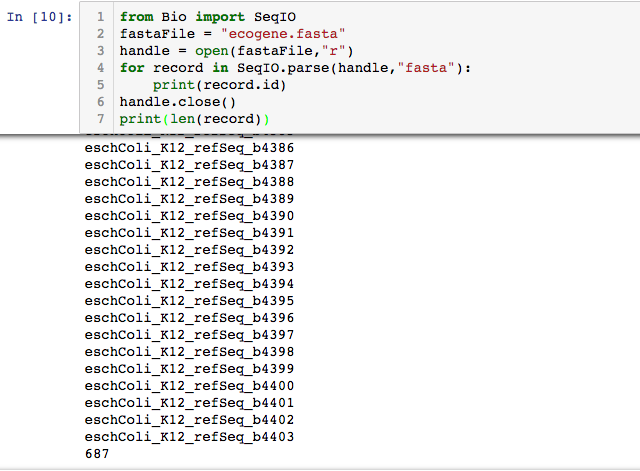 In [10]:
1 from Bio import SeqIO
2 fastaFile = "ecogene.fasta"
3 handle = open(fastaFile,"r")
4 for record in SeqIO.parse(handle,"fasta"):
5     print(record.id)
6 handle.close()
7 print(len(record))
eschColi_K12_refSeq_b4386
eschColi_K12_refSeq_b4387
eschColi_K12_refSeq_b4388
eschColi_K12_refSeq_b4389
eschColi_K12_refSeq_b4390
eschColi_K12_refSeq_b4391
eschColi_K12_refSeq_b4392
eschColi_K12_refSeq_b4393
eschColi_K12_refSeq_b4394
eschColi_K12_refSeq_b4395
eschColi_K12_refSeq_b4396
eschColi_K12_refSeq_b4397
eschColi_K12_refSeq_b4398
eschColi_K12_refSeq_b4399
eschColi_K12_refSeq_b4400
eschColi_K12_refSeq_b4401
eschColi_K12_refSeq_b4402
eschColi_K12_refSeq_b4403
687